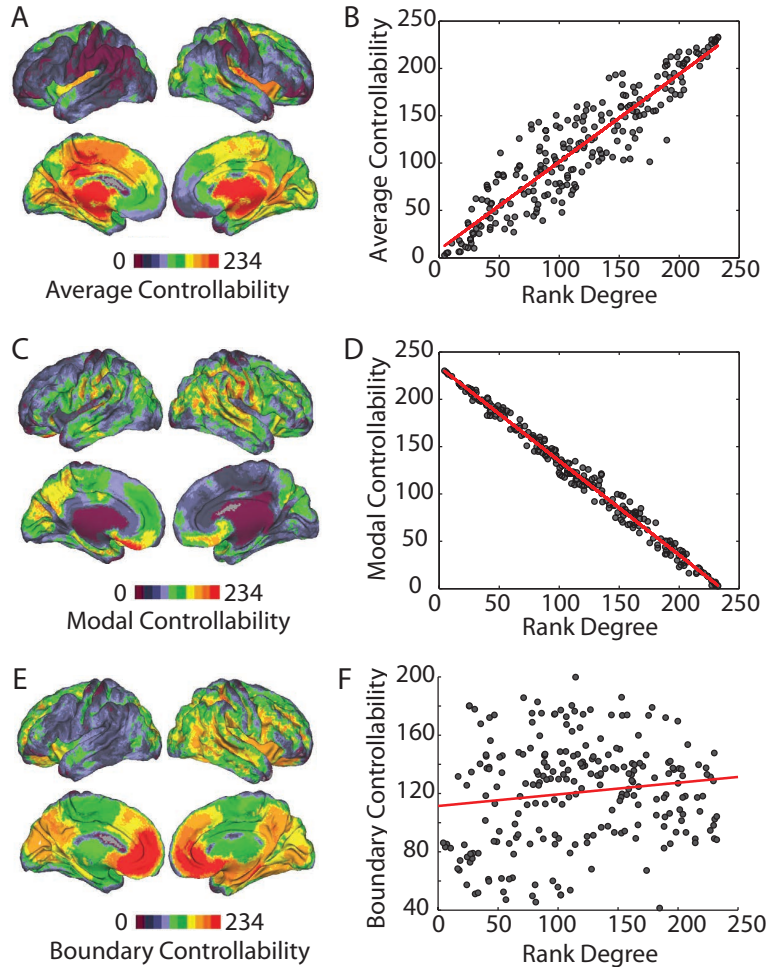 A
0 234
Average Controllability
B
Average Controllability
250
200
150
100
50
0
0 50 100 150 200 250
Rank Degree
C
0 234
Modal Controllability
D
Modal Controllability
250
200
150
100
50
0
0 50 100 150 200 250
Rank Degree
E
0 234
Boundary Controllability
F
Boundary Controllability
200
160
120
80
40
0 50 100 150 200 250
Rank Degree